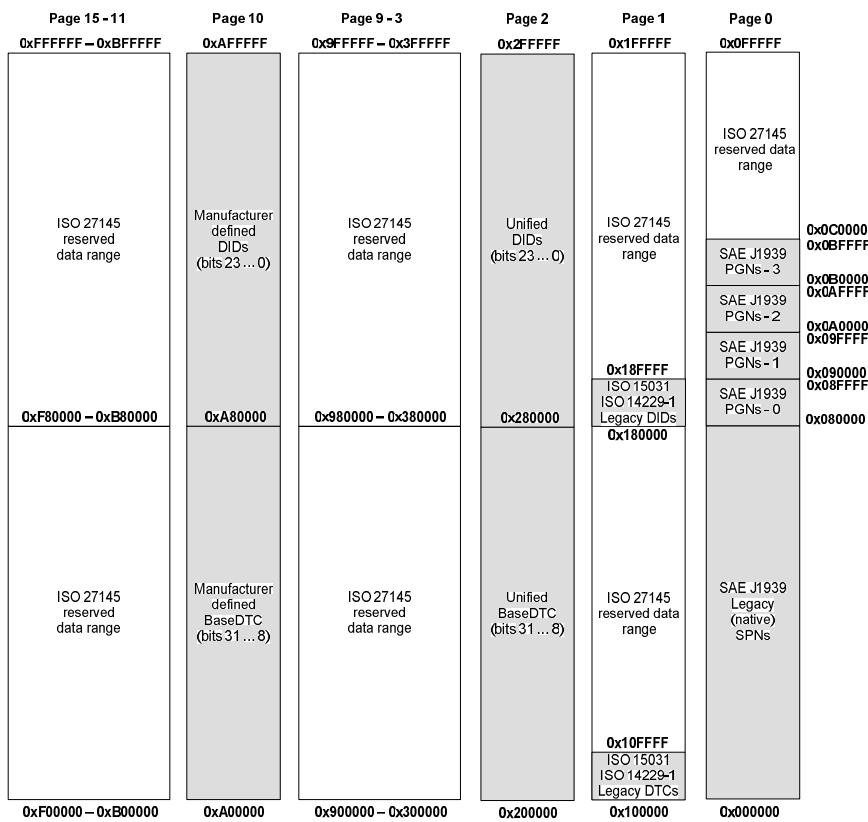 Page 15 - 11 Page 10 Page 9 - 3 Page 2 Page 1 Page 0
0xFFFFFF – 0xBFFFFF 0xAFFFFF 0x9FFFFF – 0x3FFFFF 0x2FFFFF 0x1FFFFF 0x0FFFFF
ISO 27145
reserved
data range
Manufacturer
defined
DIDs
(bits 23 ... 0)
ISO 27145
reserved
data range
Unified
DIDs
(bits 23 ... 0)
ISO 27145
reserved data
range
ISO 27145
reserved data
range
0x0C0000
0x0BFFFF
SAE J1939
PGNs - 3
0x0B0000
0x0AFFFF
SAE J1939
PGNs - 2
0x0A0000
0x09FFFF
SAE J1939
PGNs - 1
0x090000
0x08FFFF
SAE J1939
PGNs - 0
0x080000
0x18FFFF
ISO 15031
ISO 14229-1
Legacy DIDs
0xF80000 – 0xB80000 0xA80000 0x980000 – 0x380000 0x280000
0x180000
ISO 27145
reserved
data range
Manufacturer
defined
BaseDTC
(bits 31 ... 8)
ISO 27145
reserved
data range
Unified
BaseDTC
(bits 31 ... 8)
ISO 27145
reserved data
range
SAE J1939
Legacy
(native)
SPNs
0x10FFFF
ISO 15031
ISO 14229-1
Legacy DTCs
0xF00000 – 0xB00000 0xA00000 0x900000 – 0x300000 0x200000 0x100000 0x000000